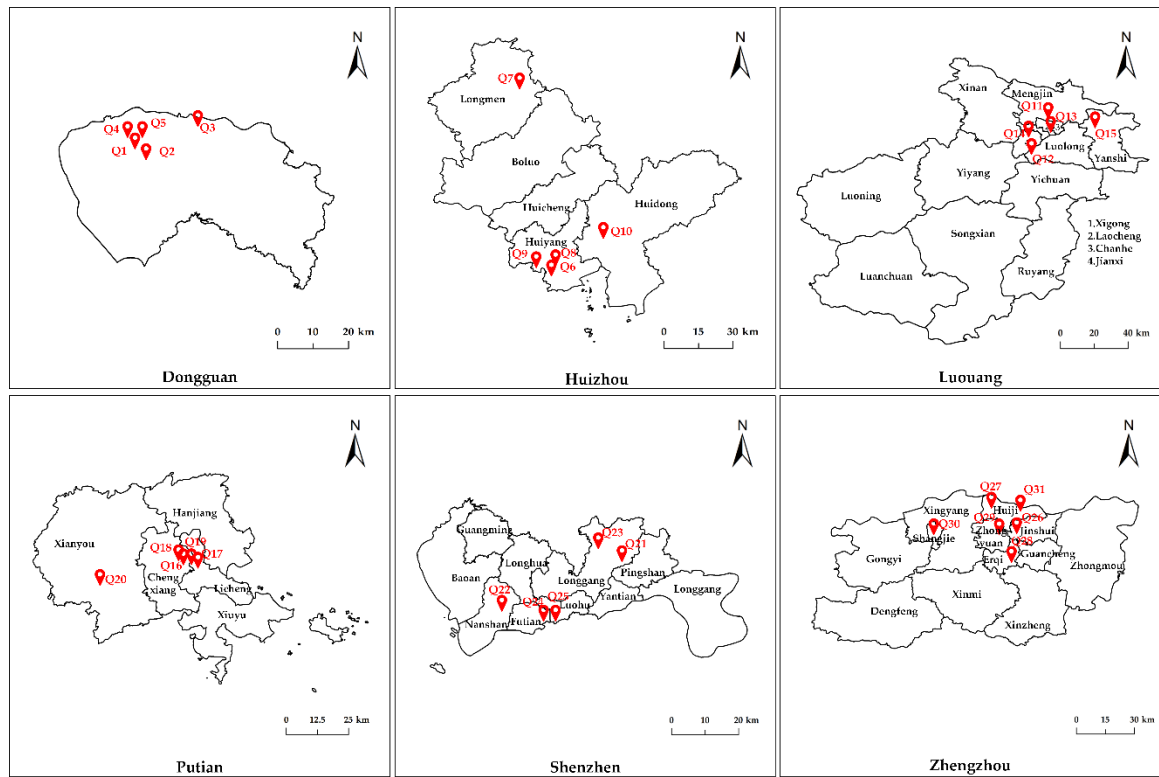 N
Q4
Q5
Q3
Q1
Q2
0 10 20 km
Dongguan
N
Q7
Longmen
Boluo
Huicheng
Huidong
Q10
Huiyang
Q9
Q8
Q6
0 15 30 km
Huizhou
N
Xinan
Mengjin
Q11
Q13
Q15
Q14
3
Luolong
Q12
Yanshi
Yiyang
Yichuan
Luoning
Songxian
1,Xigong
2.Laocheng
3.Chanhe
4.Jianxi
Ruyang
Luanchuan
0 20 40 km
Luouang
N
Hanjiang
Xianyou
Q18
Q19
Q17
Q16
Q20
Cheng
xiang
Licheng
Xiuyu
0 12.5 25 km
Putian
N
Guangming
Q23
Longhua
Q21
Baoan
Longgang
Pingshan
Longgang
Q22
Yantian
Q24
Q25
Luohu
Nanshan
Futian
0 10 20 km
Shenzhen
N
Q27
Q31
Xingyang
Huiji
Q30
Q29
Q26
Shangjie
Zhong
yuan
Jinshui
Q28
Gongyi
Erqi
Guancheng
Zhongmou
Xinmi
Dengfeng
Xinzheng
0 15 30 km
Zhengzhou